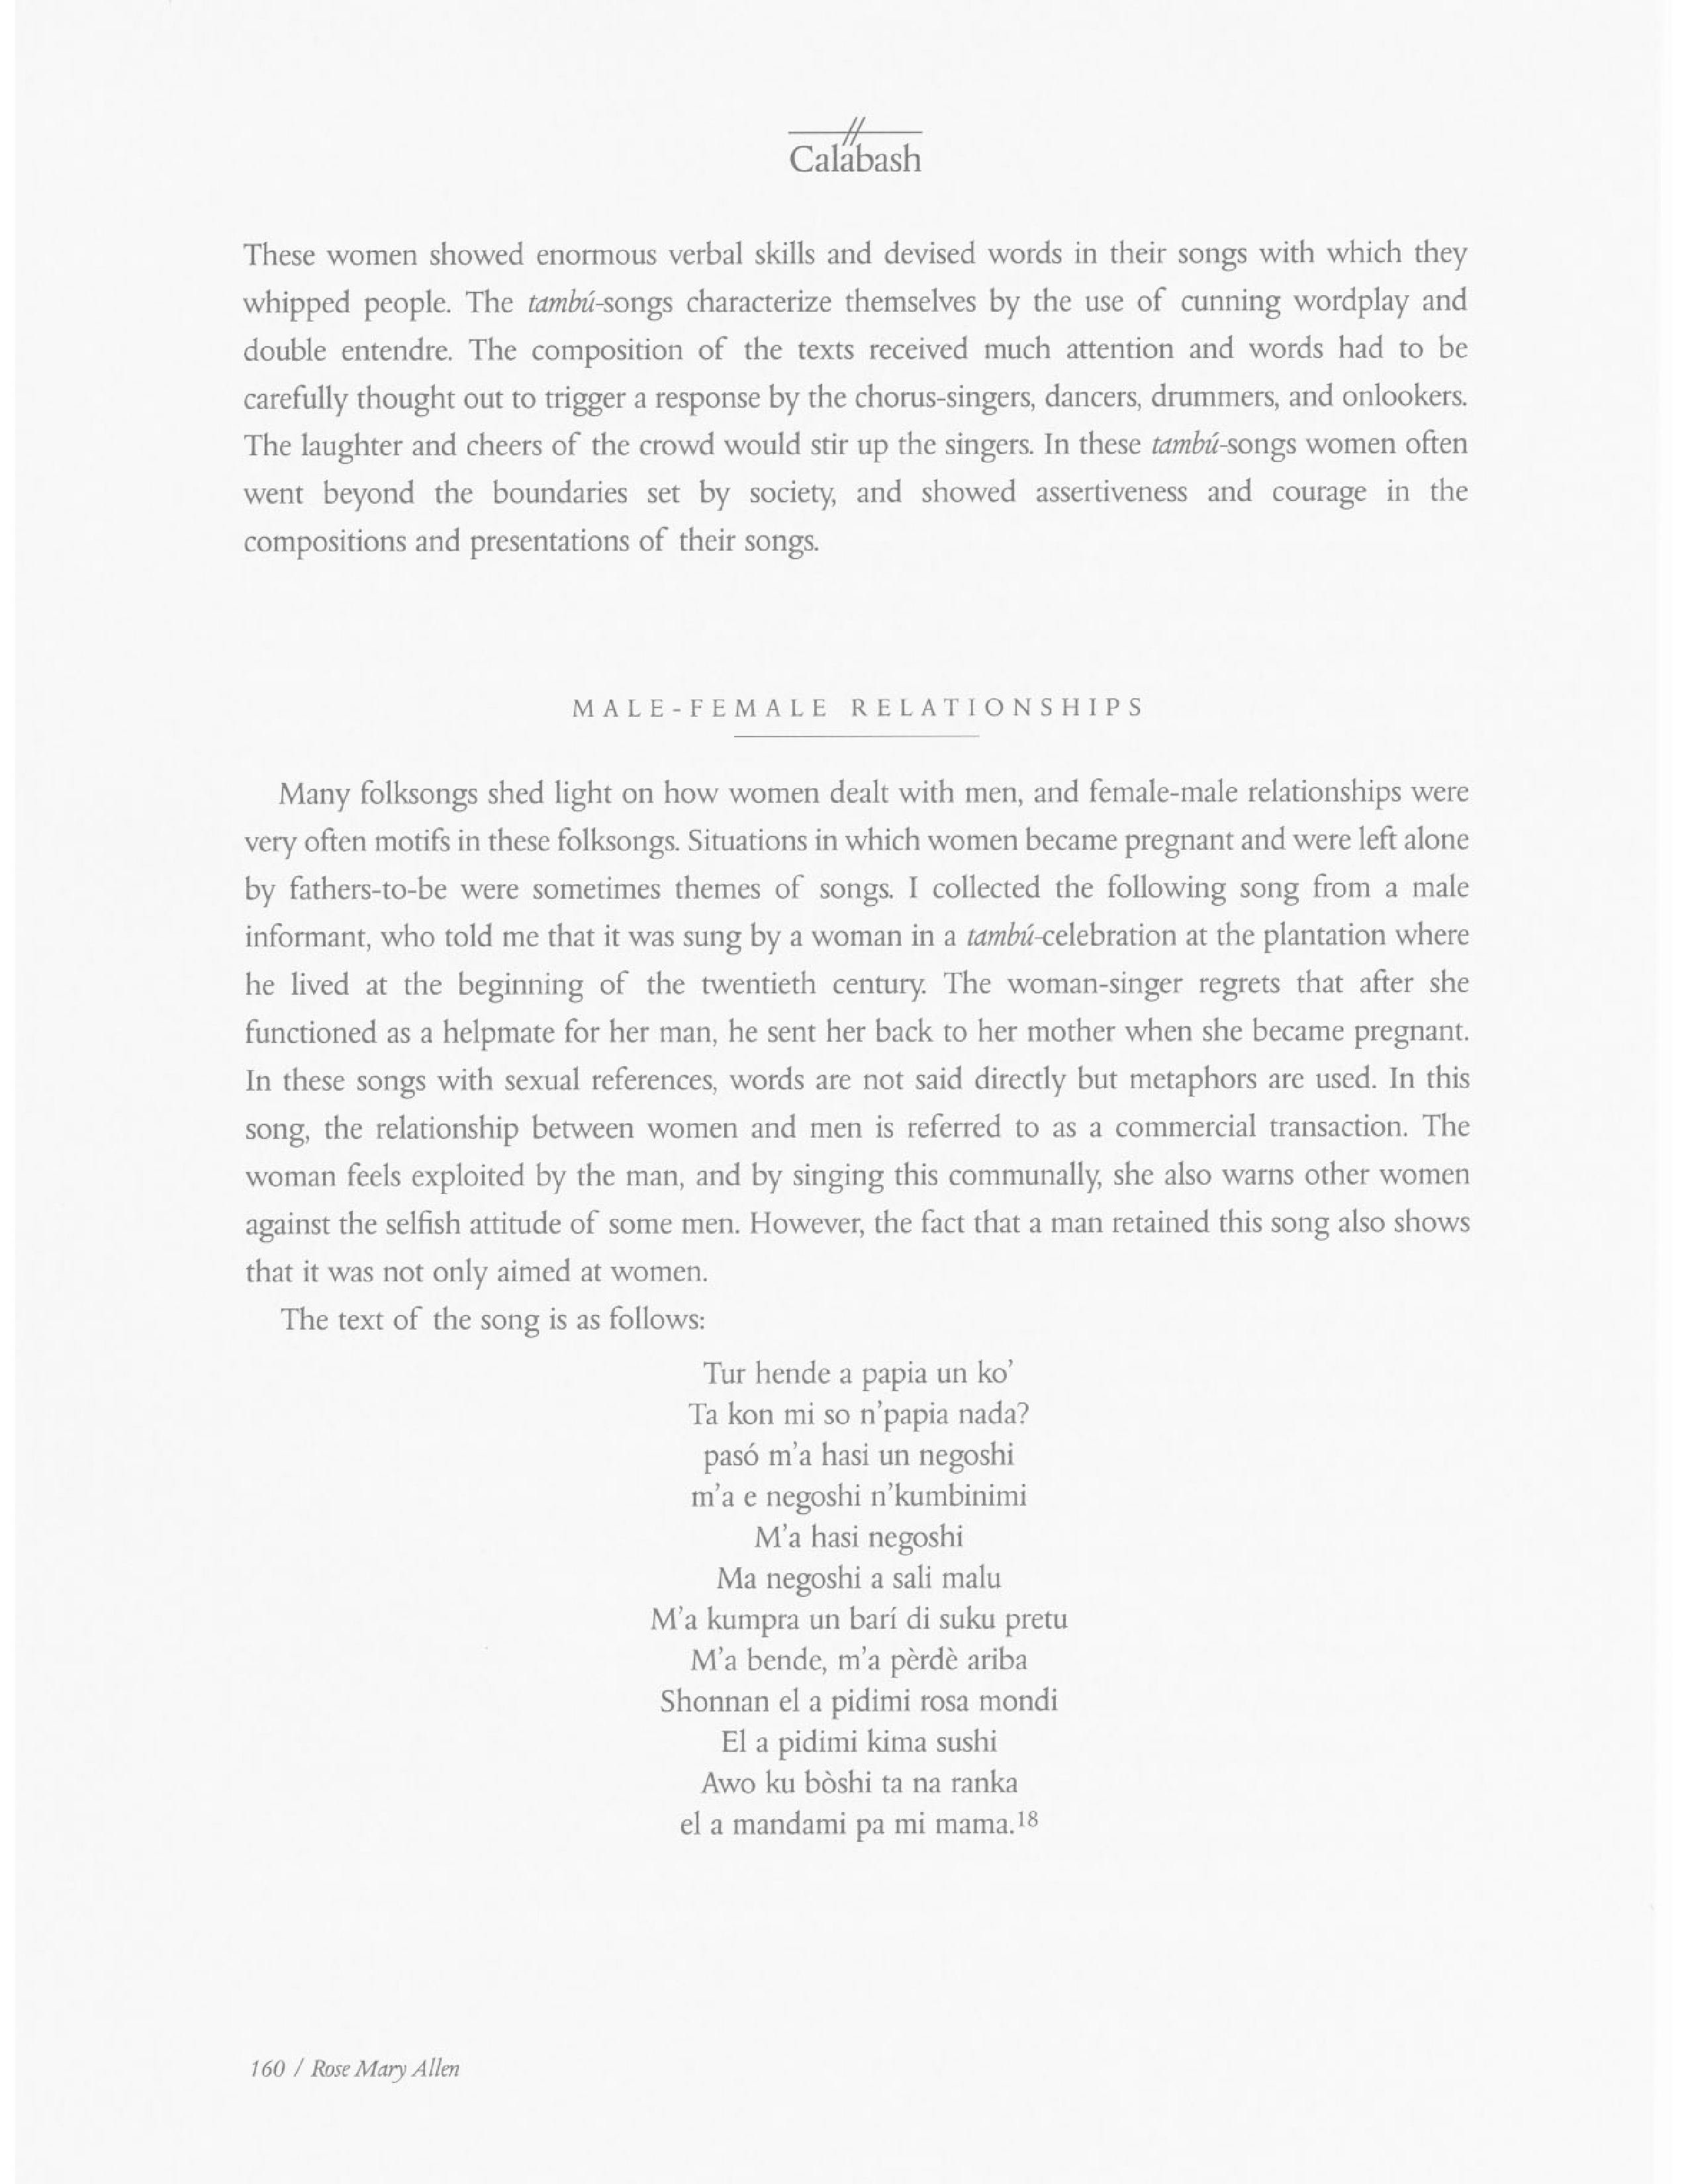 Calabash
These women showed enormous verbal skills and devised words in their songs with which they
whipped people. The tambú-songs characterize themselves by the use of cunning wordplay and
double entendre. The composition of the texts received much attention and words had to be
carefully thought out to trigger a response by the chorus-singers, dancers, drummers, and onlookers.
The laughter and cheers of the crowd would stir up the singers. In these tambú-songs women often
went beyond the boundaries set by society, and showed assertiveness and courage in the
compositions and presentations of their songs.
MALE-FEMALE RELATIONSHIPS
Many folksongs shed light on how women dealt with men, and female-male relationships were
very often motifs in these folksongs. Situations in which women became pregnant and were left alone
by fathers-to-be were sometimes themes of songs. I collected the following song from a male
informant, who told me that it was sung by a woman in a tambú-celebration at the plantation where
he lived at the beginning of the twentieth century. The woman-singer regrets that after she
functioned as a helpmate for her man, he sent her back to her mother when she became pregnant.
In these songs with sexual references, words are not said directly but metaphors are used. In this
song, the relationship between women and men is referred to as a commercial transaction. The
woman feels exploited by the man, and by singing this communally, she also warns other women
against the selfish attitude of some men. However, the fact that a man retained this song also shows
that it was not only aimed at women.
The text of the song is as follows:
Tur hende a papia un ko'
Ta kon mi so n'papia nada?
pasó m'a hasi un negoshi
m'a e negoshi n'kumbinimi
M'a hasi negoshi
Ma negoshi a sali malu
M'a kumpra un barí di suku pretu
M'a bende, m'a pèrdè ariba
Shonnan el a pidimi rosa mondi
El a pidimi kima sushi
Awo ku bòshi ta na ranka
el a mandami pa mi mama.18
160 / Rose Mary Allen